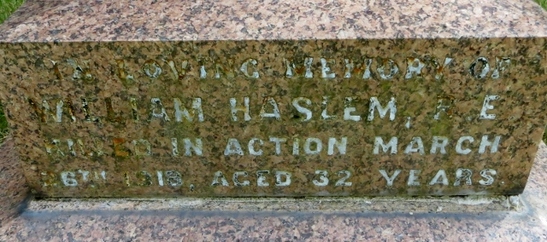 IN LOVING MEMORY OF
WILLIAM HASLEM, R.E
KILLED IN ACTION MARCH
26TH 1918, AGED 32 YEARS